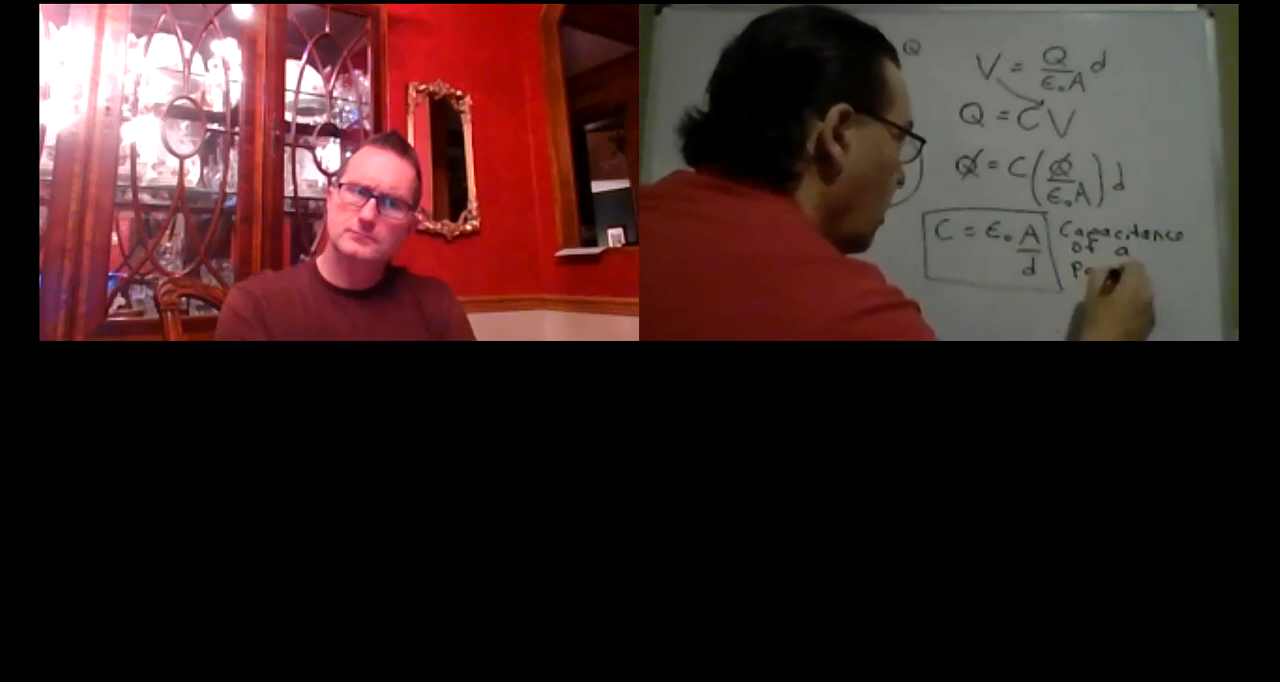 Q
V = Q/ε₀A d
Q = CV
Q = C(Q/ε₀A) d
C = ε₀ A/d
Capacitance
of a